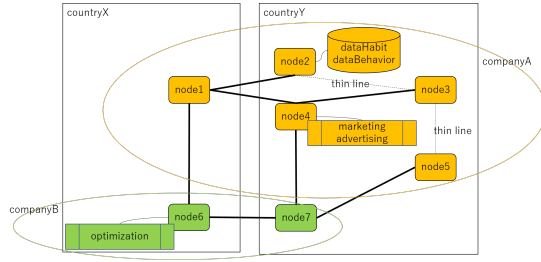 countryX
countryY
dataHabit
dataBehavior
node2
companyA
thin line
node1
node3
node4
marketing
advertising
thin line
node5
companyB
node6
node7
optimization